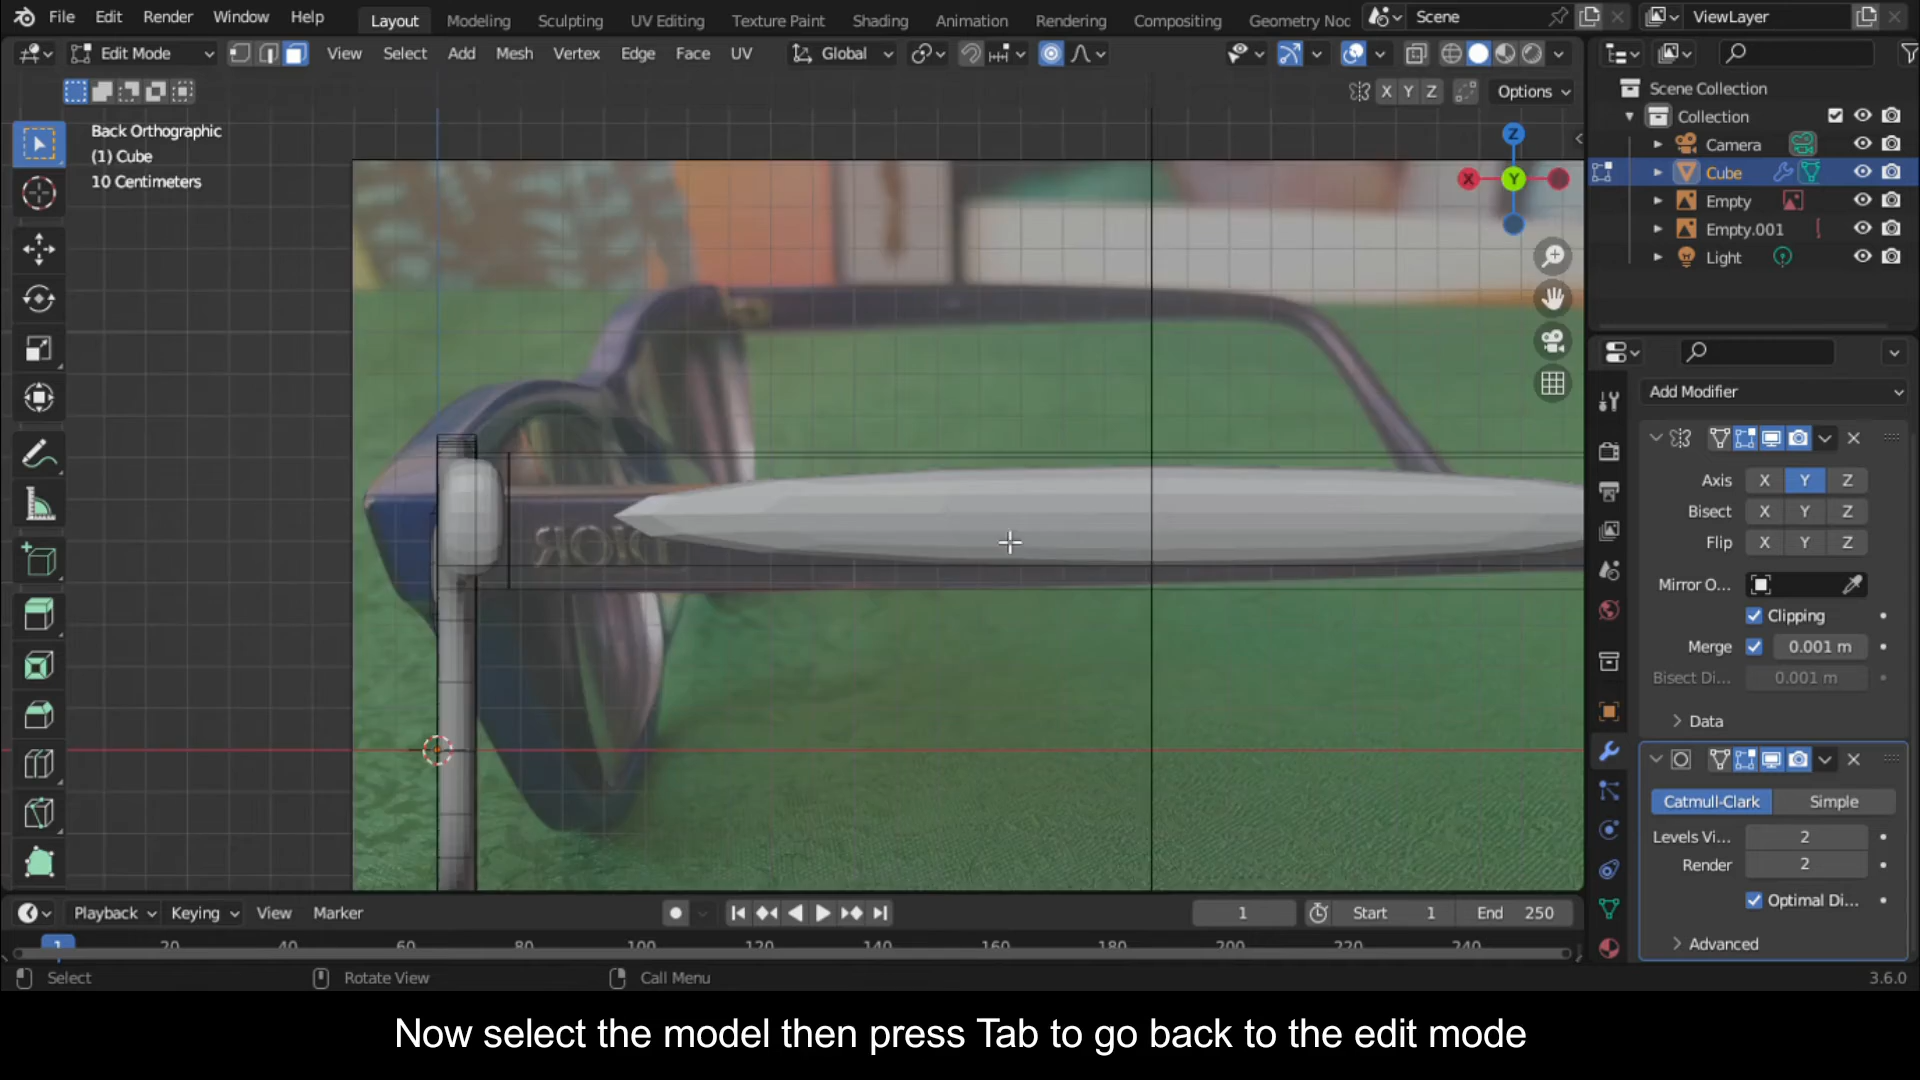 File Edit Render Window Help Layout Modeling Sculpting UV Editing Texture Paint Shading Animation Rendering Compositing Geometry Noc Scene ViewLayer
Edit Mode View Select Add Mesh Vertex Edge Face UV Global
X Y Z Options
Back Orthographic
(1) Cube
10 Centimeters
Z
X Y
Scene Collection
Collection
Camera
Cube
Empty
Empty.001
Light
Add Modifier
Axis X Y Z
Bisect X Y Z
Flip X Y Z
Mirror O...
Clipping
Merge 0.001 m
Bisect Di... 0.001 m
Data
Catmull-Clark Simple
Levels Vi... 2
Render 2
Optimal Di...
Advanced
Playback Keying View Marker 1 Start 1 End 250
1 20 40 60 80 100 120 140 160 180 200 220 240
Select Rotate View Call Menu 3.6.0
Now select the model then press Tab to go back to the edit mode